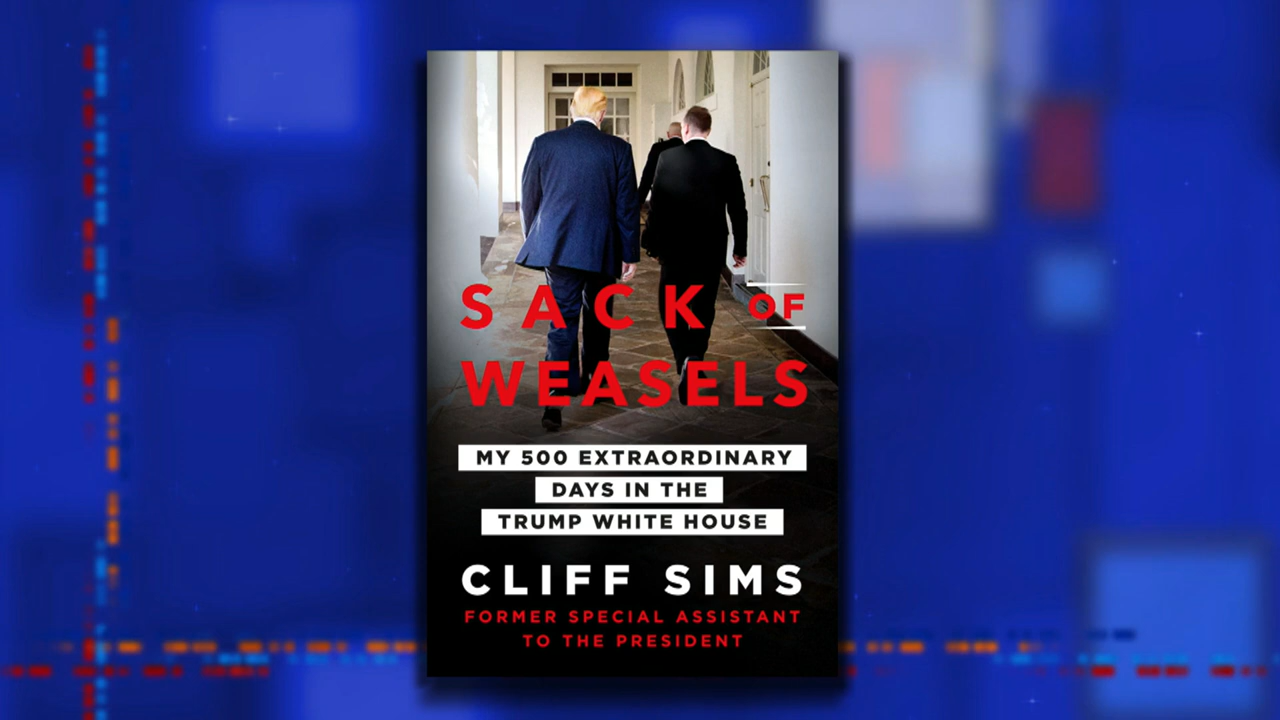 SACK OF
WEASELS
MY 500 EXTRAORDINARY
DAYS IN THE
TRUMP WHITE HOUSE
CLIFF SIMS
FORMER SPECIAL ASSISTANT
TO THE PRESIDENT